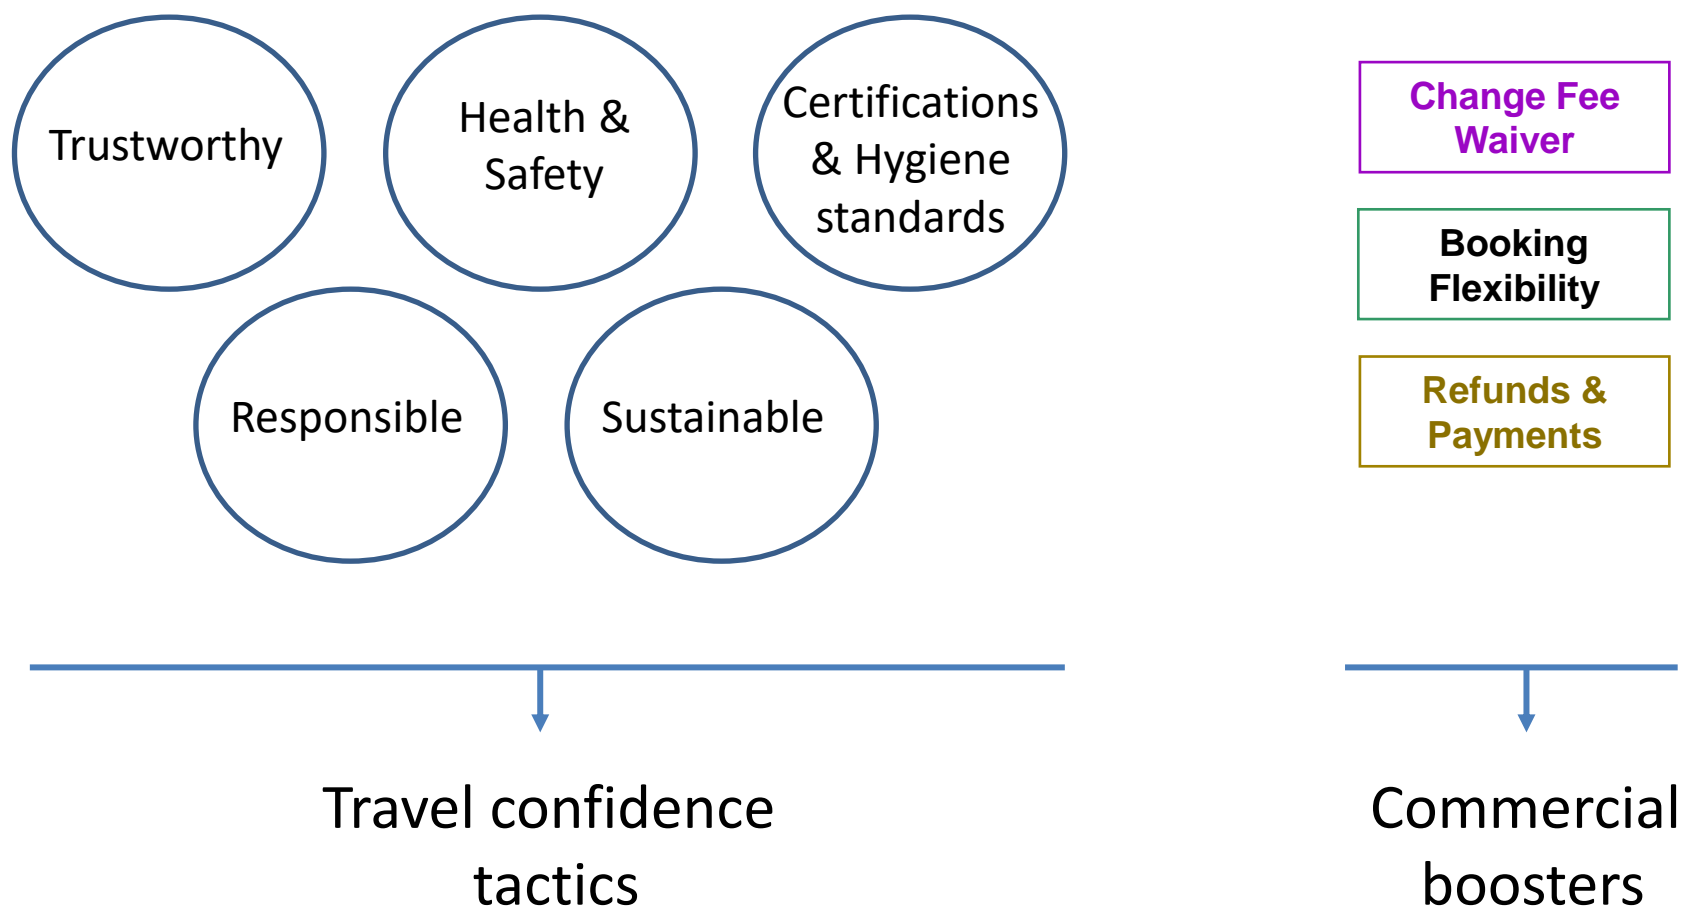 Trustworthy
Health &
Safety
Certifications
& Hygiene
standards
Responsible
Sustainable
Change Fee
Waiver
Booking
Flexibility
Refunds &
Payments
Travel confidence
tactics
Commercial
boosters